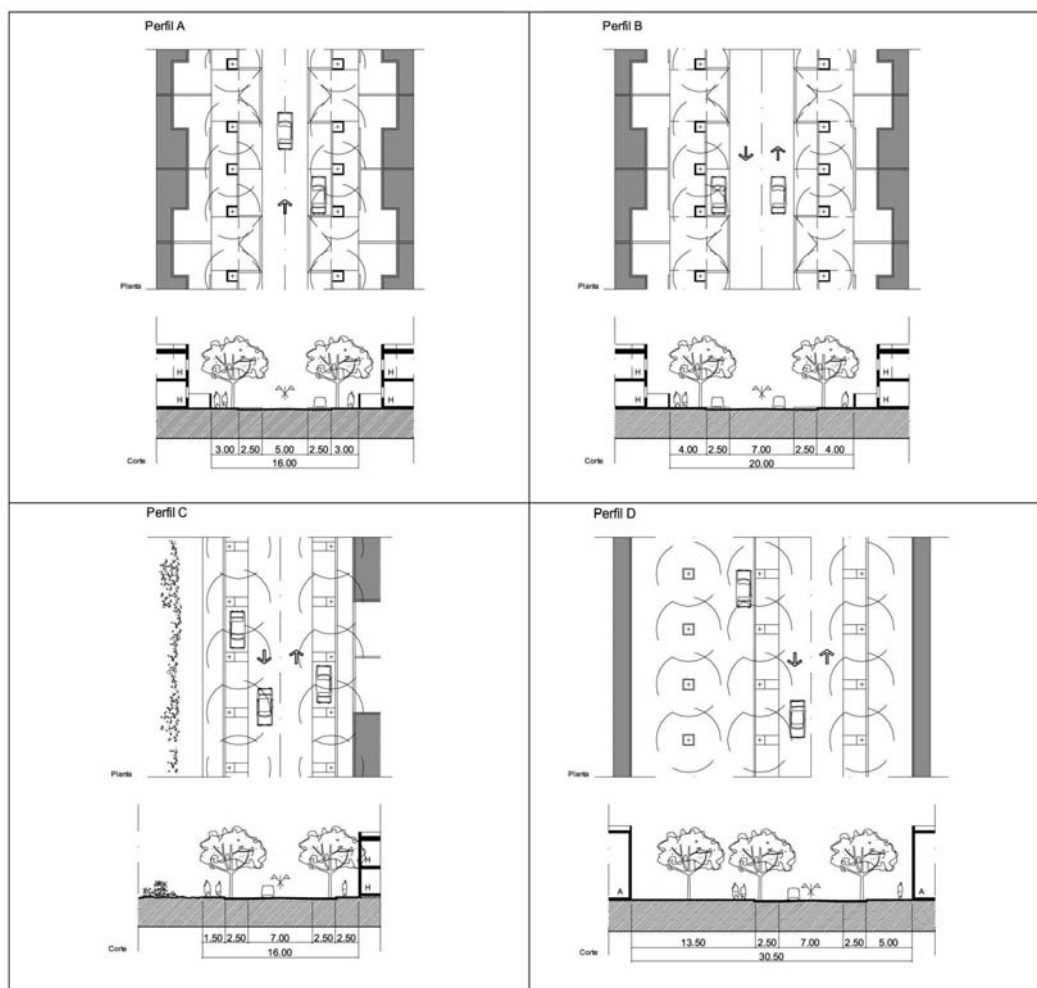 Perfil A
Planta
H H
H H
3.00 2.50 5.00 2.50 3.00
16.00
Corte
Perfil B
Planta
H H
H H
4.00 2.50 7.00 2.50 4.00
20.00
Corte
Perfil C
Planta
H
H
1.50 2.50 7.00 2.50 2.50
16.00
Corte
Perfil D
Planta
A A
13.50 2.50 7.00 2.50 5.00
30.50
Corte